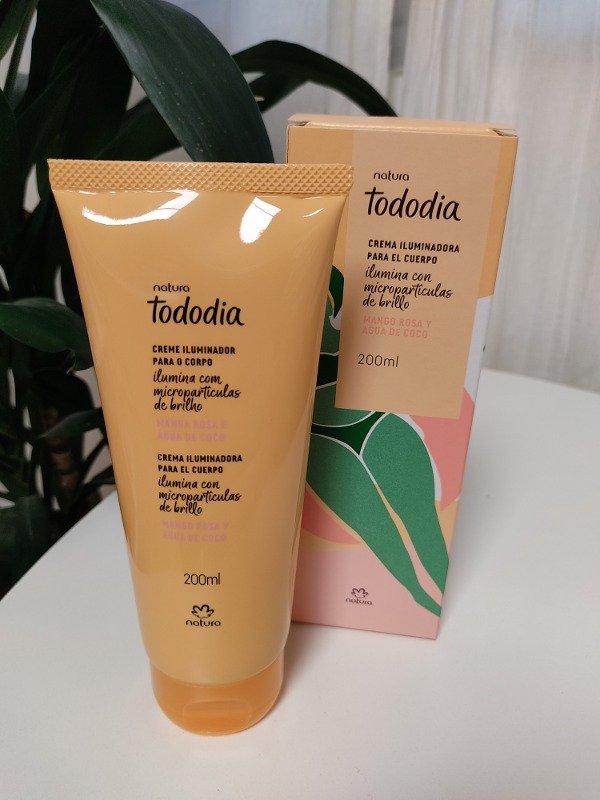 natura
Tododia
CREME ILUMINADOR
PARA O CORPO
ilumina com
micropartículas
de brilho
MANGA ROSA E
ÁGUA DE COCO
CREMA ILUMINADORA
PARA EL CUERPO
ilumina con
micropartículas
de brillo
MANGO ROSA Y
AGUA DE COCO
200ml
natura
natura
Tododia
CREMA ILUMINADORA
PARA EL CUERPO
ilumina con
micropartículas
de brillo
MANGO ROSA Y
AGUA DE COCO
200ml
natura